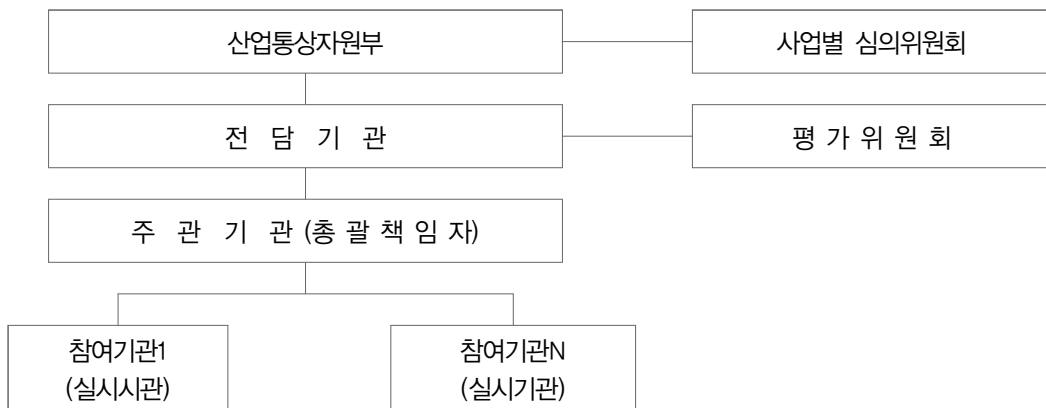 산업통상자원부
사업별 심의위원회
전 담 기 관
평 가 위 원 회
주 관 기 관 (총 괄 책 임 자)
참여기관1
(실시시관)
참여기관N
(실시기관)